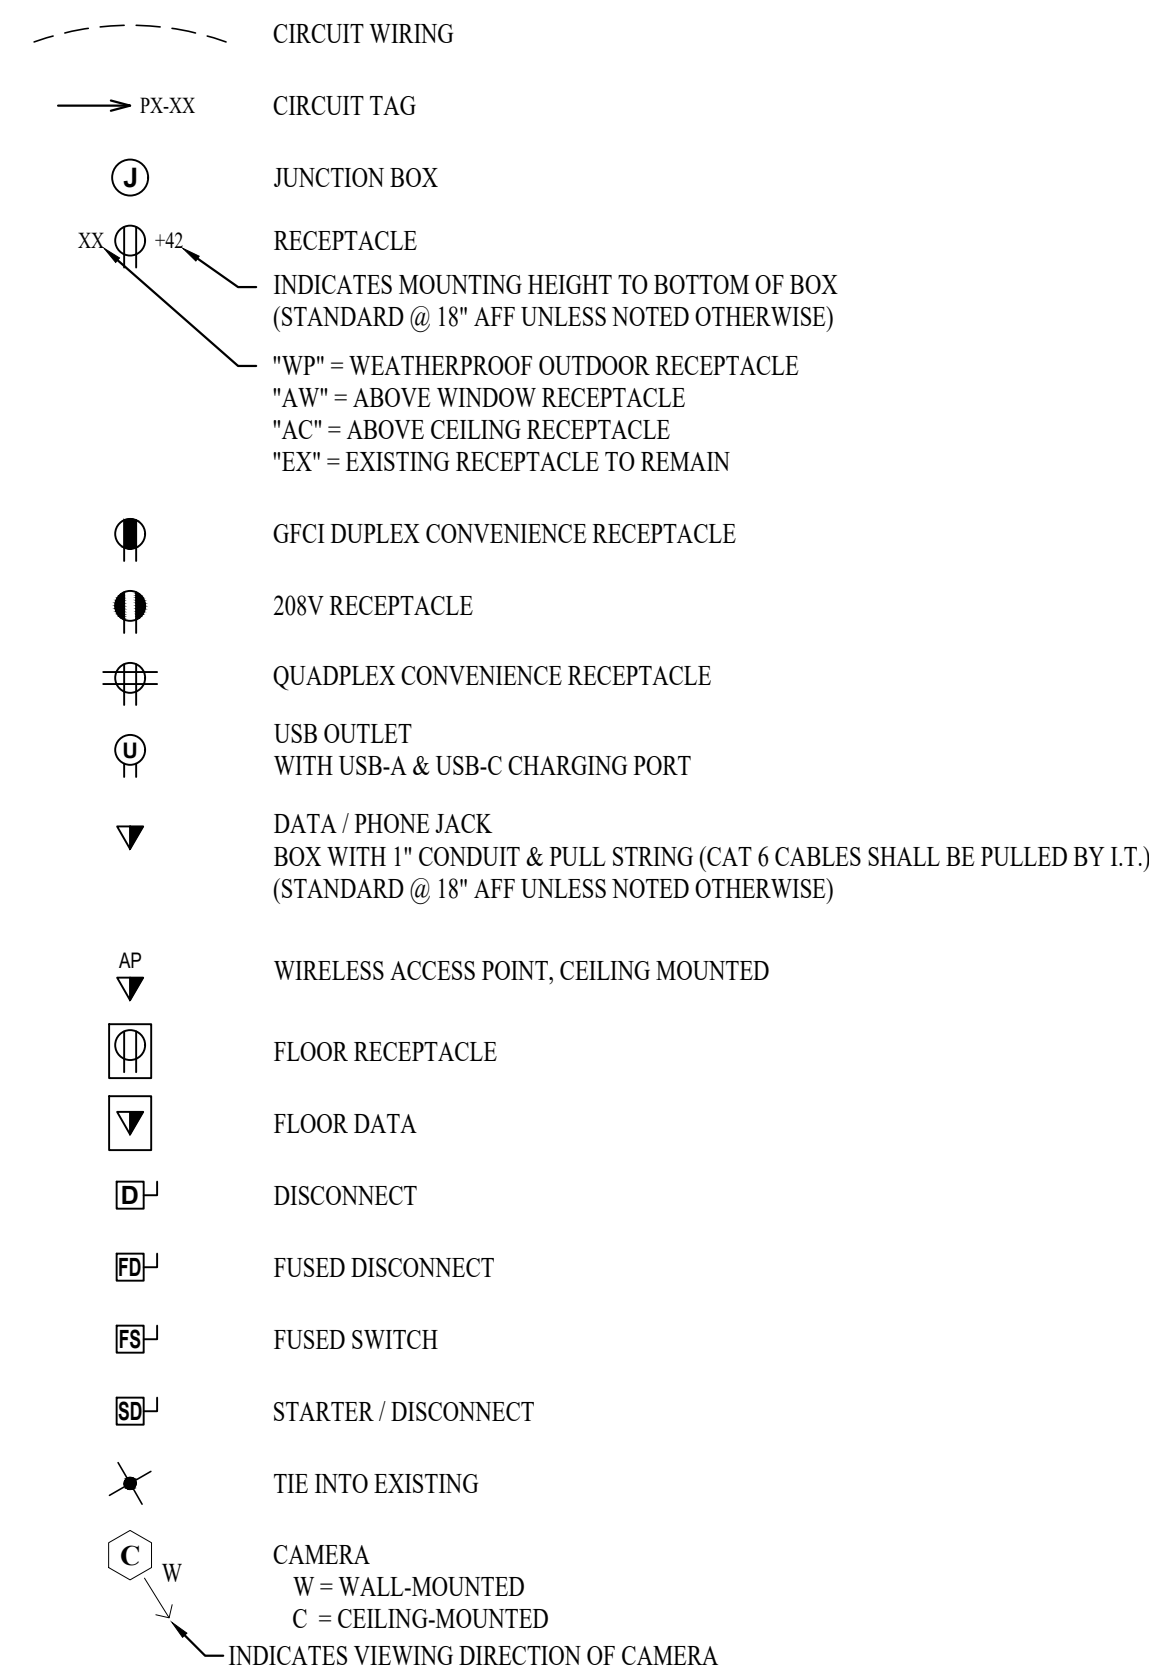 CIRCUIT WIRING
PX-XX CIRCUIT TAG
J JUNCTION BOX
XX +42 RECEPTACLE
INDICATES MOUNTING HEIGHT TO BOTTOM OF BOX
(STANDARD @ 18" AFF UNLESS NOTED OTHERWISE)
"WP" = WEATHERPROOF OUTDOOR RECEPTACLE
"AW" = ABOVE WINDOW RECEPTACLE
"AC" = ABOVE CEILING RECEPTACLE
"EX" = EXISTING RECEPTACLE TO REMAIN
GFCI DUPLEX CONVENIENCE RECEPTACLE
208V RECEPTACLE
QUADPLEX CONVENIENCE RECEPTACLE
USB OUTLET
U WITH USB-A & USB-C CHARGING PORT
DATA / PHONE JACK
BOX WITH 1" CONDUIT & PULL STRING (CAT 6 CABLES SHALL BE PULLED BY I.T.)
(STANDARD @ 18" AFF UNLESS NOTED OTHERWISE)
AP WIRELESS ACCESS POINT, CEILING MOUNTED
FLOOR RECEPTACLE
FLOOR DATA
D DISCONNECT
FD FUSED DISCONNECT
FS FUSED SWITCH
SD STARTER / DISCONNECT
TIE INTO EXISTING
C W CAMERA
W = WALL-MOUNTED
C = CEILING-MOUNTED
INDICATES VIEWING DIRECTION OF CAMERA